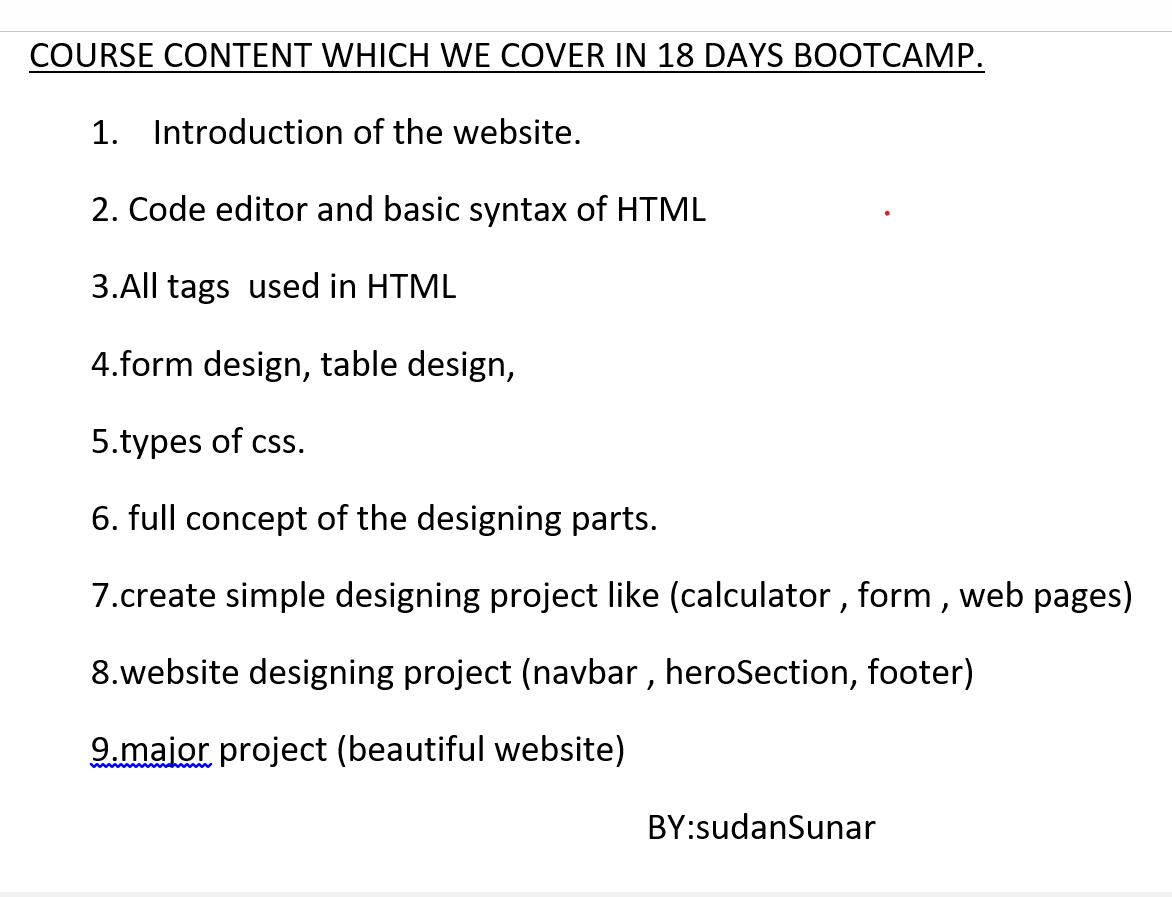 COURSE CONTENT WHICH WE COVER IN 18 DAYS BOOTCAMP.
1. Introduction of the website.
2. Code editor and basic syntax of HTML
3.All tags  used in HTML
4.form design, table design,
5.types of css.
6. full concept of the designing parts.
7.create simple designing project like (calculator , form , web pages)
8.website designing project (navbar , heroSection, footer)
9.major project (beautiful website)
BY:sudanSunar